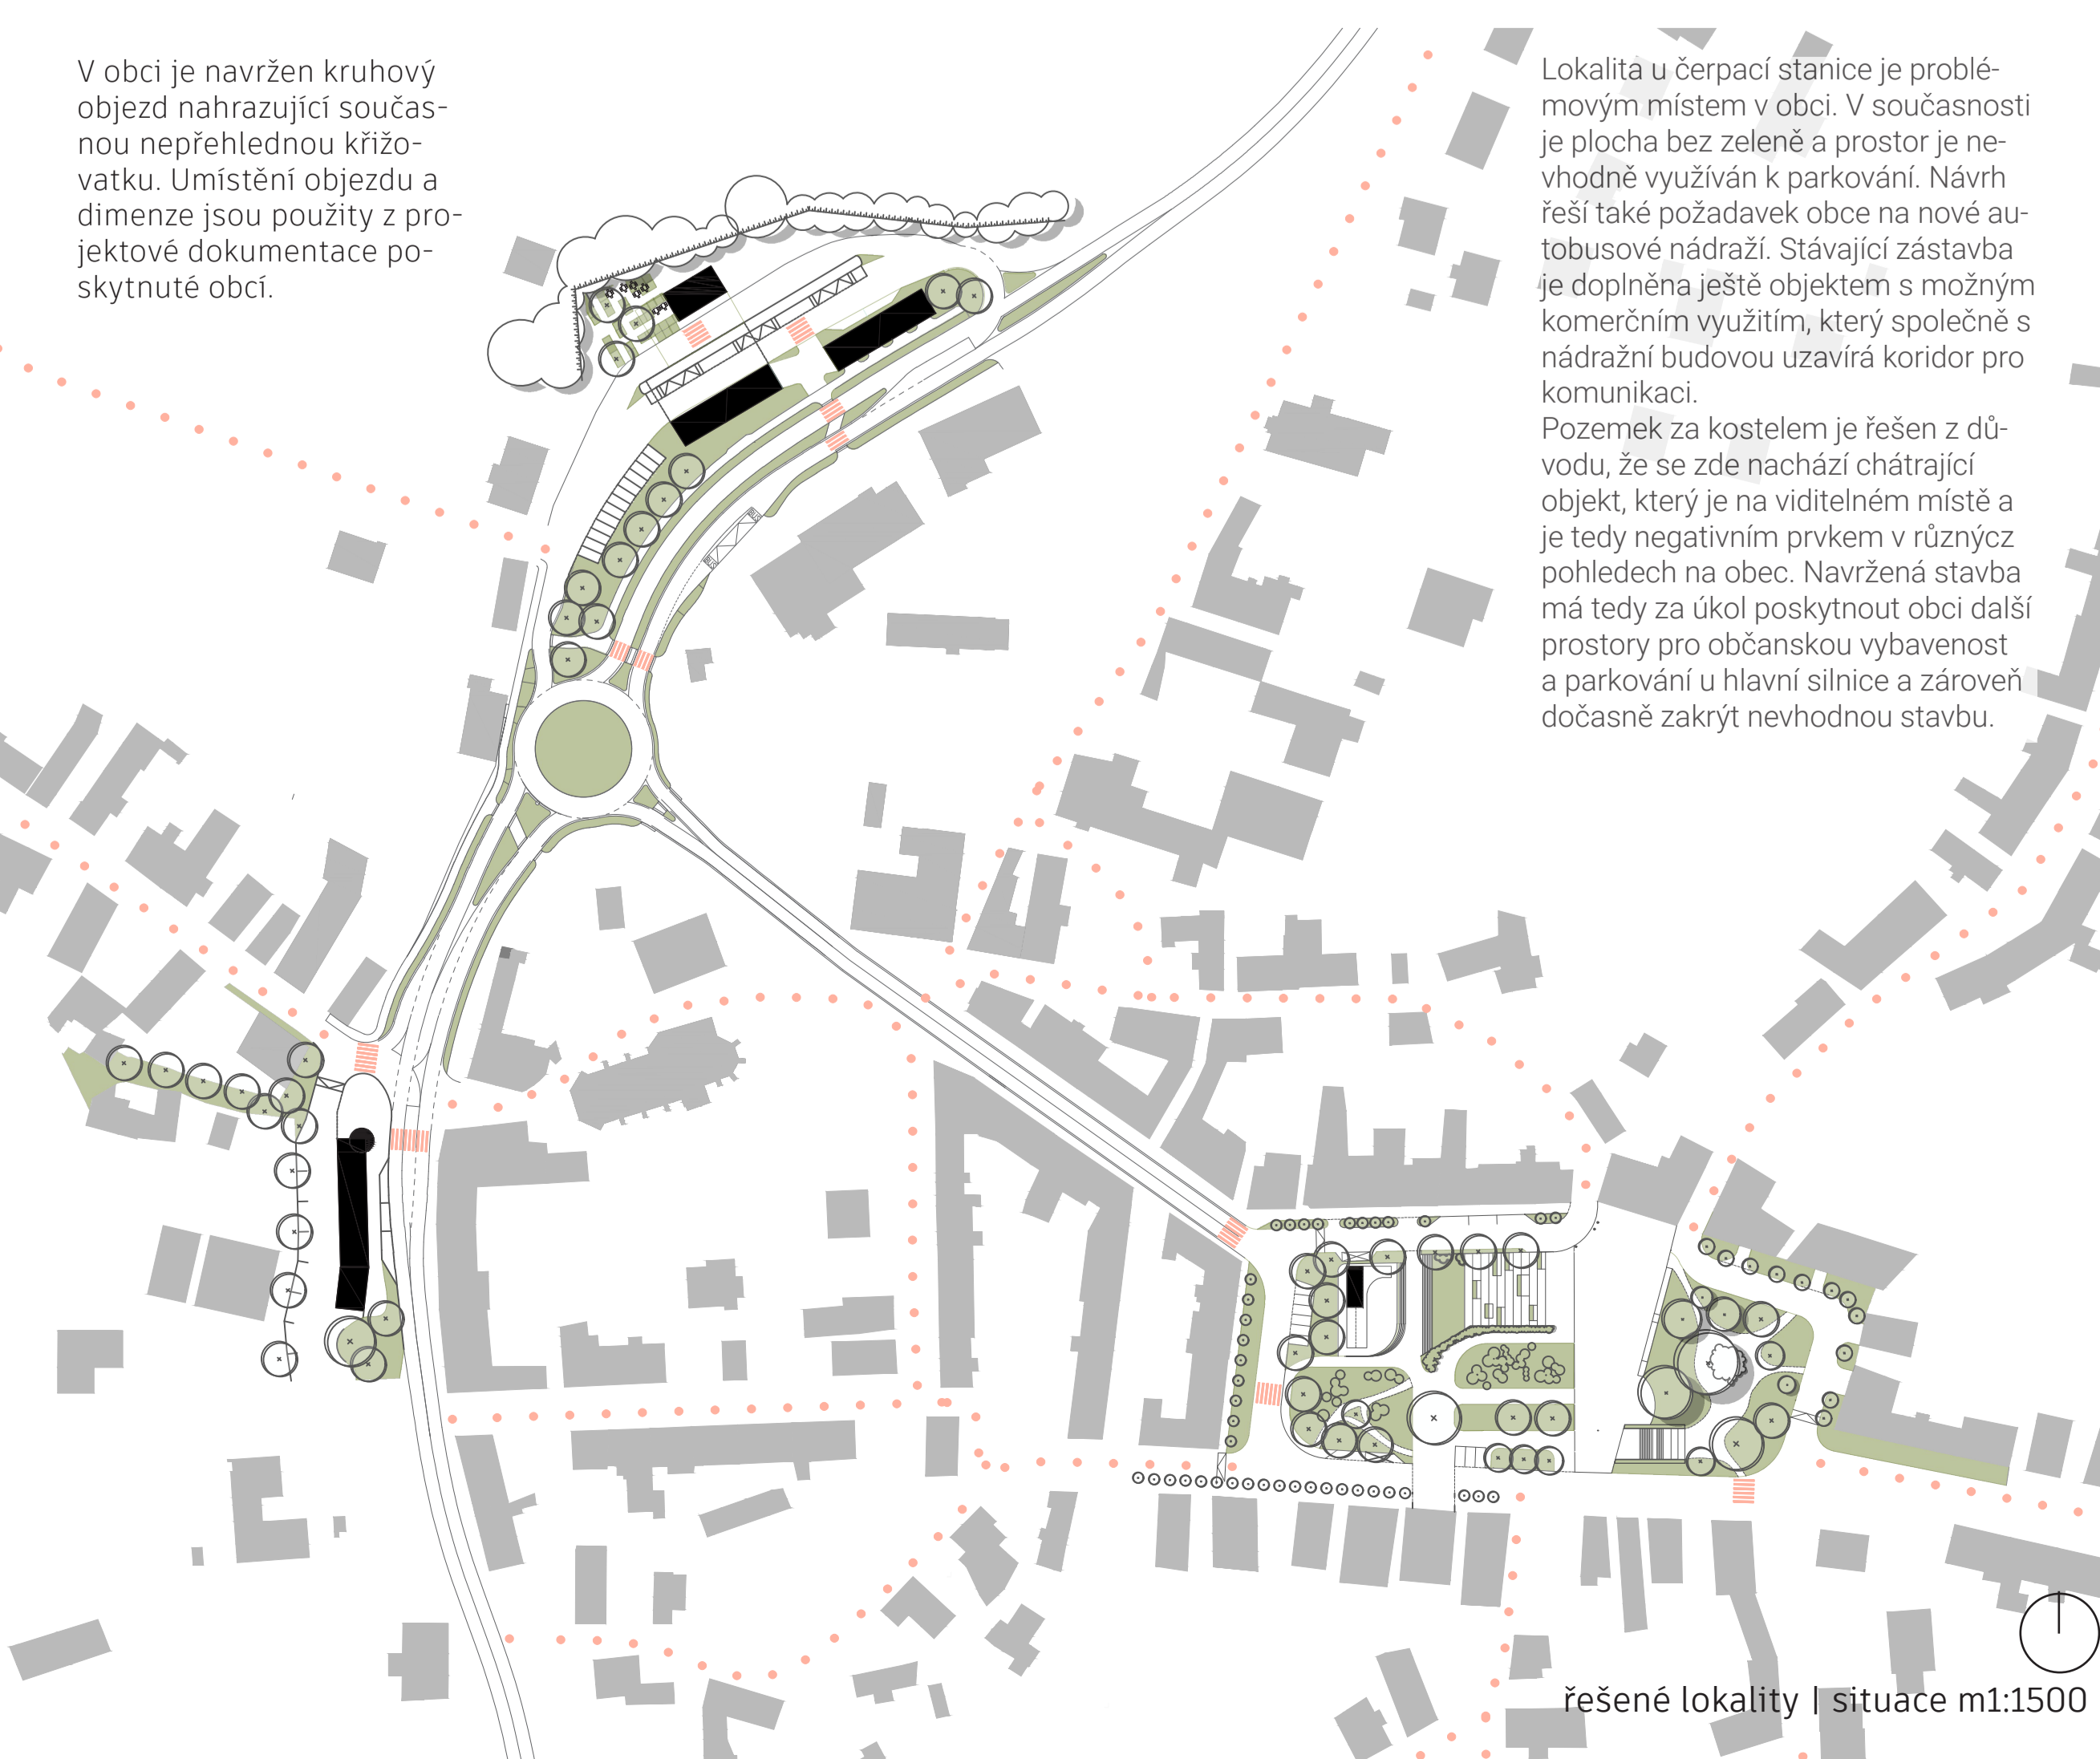 V obci je navržen kruhový
objezd nahrazující součas-
nou nepřehlednou křižo-
vatku. Umístění objezdu a
dimenze jsou použity z pro-
jektové dokumentace po-
skytnuté obcí.
Lokalita u čerpací stanice je problé-
movým místem v obci. V současnosti
je plocha bez zeleně a prostor je ne-
vhodně využíván k parkování. Návrh
řeší také požadavek obce na nové au-
tobusové nádraží. Stávající zástavba
je doplněna ještě objektem s možným
komerčním využitím, který společně s
nádražní budovou uzavírá koridor pro
komunikaci.
Pozemek za kostelem je řešen z dů-
vodu, že se zde nachází chátrající
objekt, který je na viditelném místě a
je tedy negativním prvkem v různýcz
pohledech na obec. Navržená stavba
má tedy za úkol poskytnout obci další
prostory pro občanskou vybavenost
a parkování u hlavní silnice a zároveň
dočasně zakrýt nevhodnou stavbu.
BUS
BUS
řešené lokality | situace m1:1500